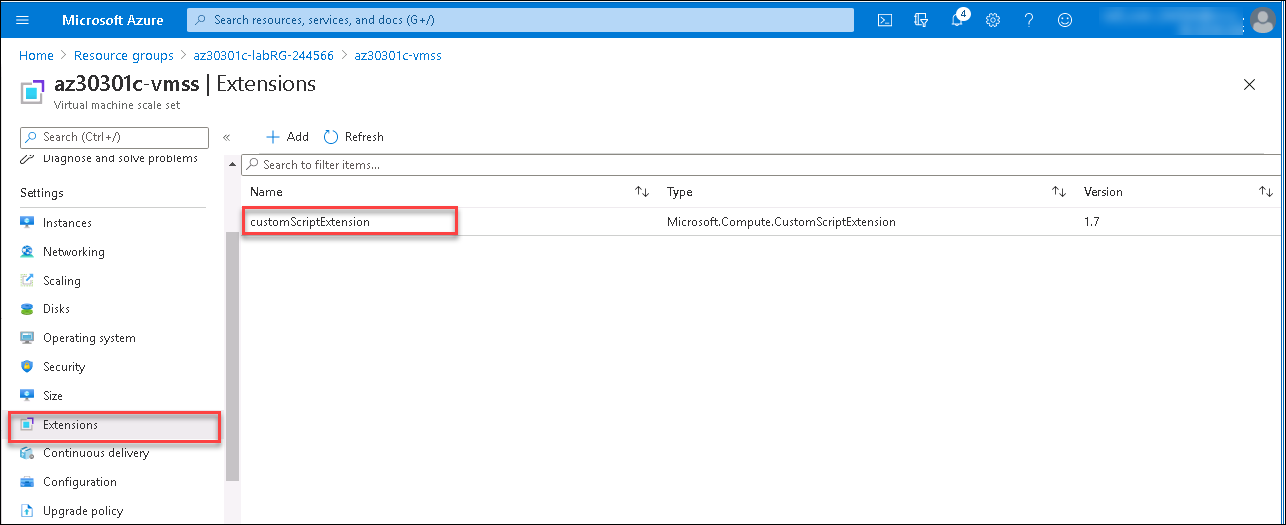 Microsoft Azure
Search resources, services, and docs (G+/)
4
Home > Resource groups > az30301c-labRG-244566 > az30301c-vmss
az30301c-vmss | Extensions
Virtual machine scale set
Search (Ctrl+/)
«
Add
Refresh
Diagnose and solve problems
Search to filter items...
Settings
Name
Type
Version
Instances
customScriptExtension
Microsoft.Compute.CustomScriptExtension
1.7
Networking
Scaling
Disks
Operating system
Security
Size
Extensions
Continuous delivery
Configuration
Upgrade policy